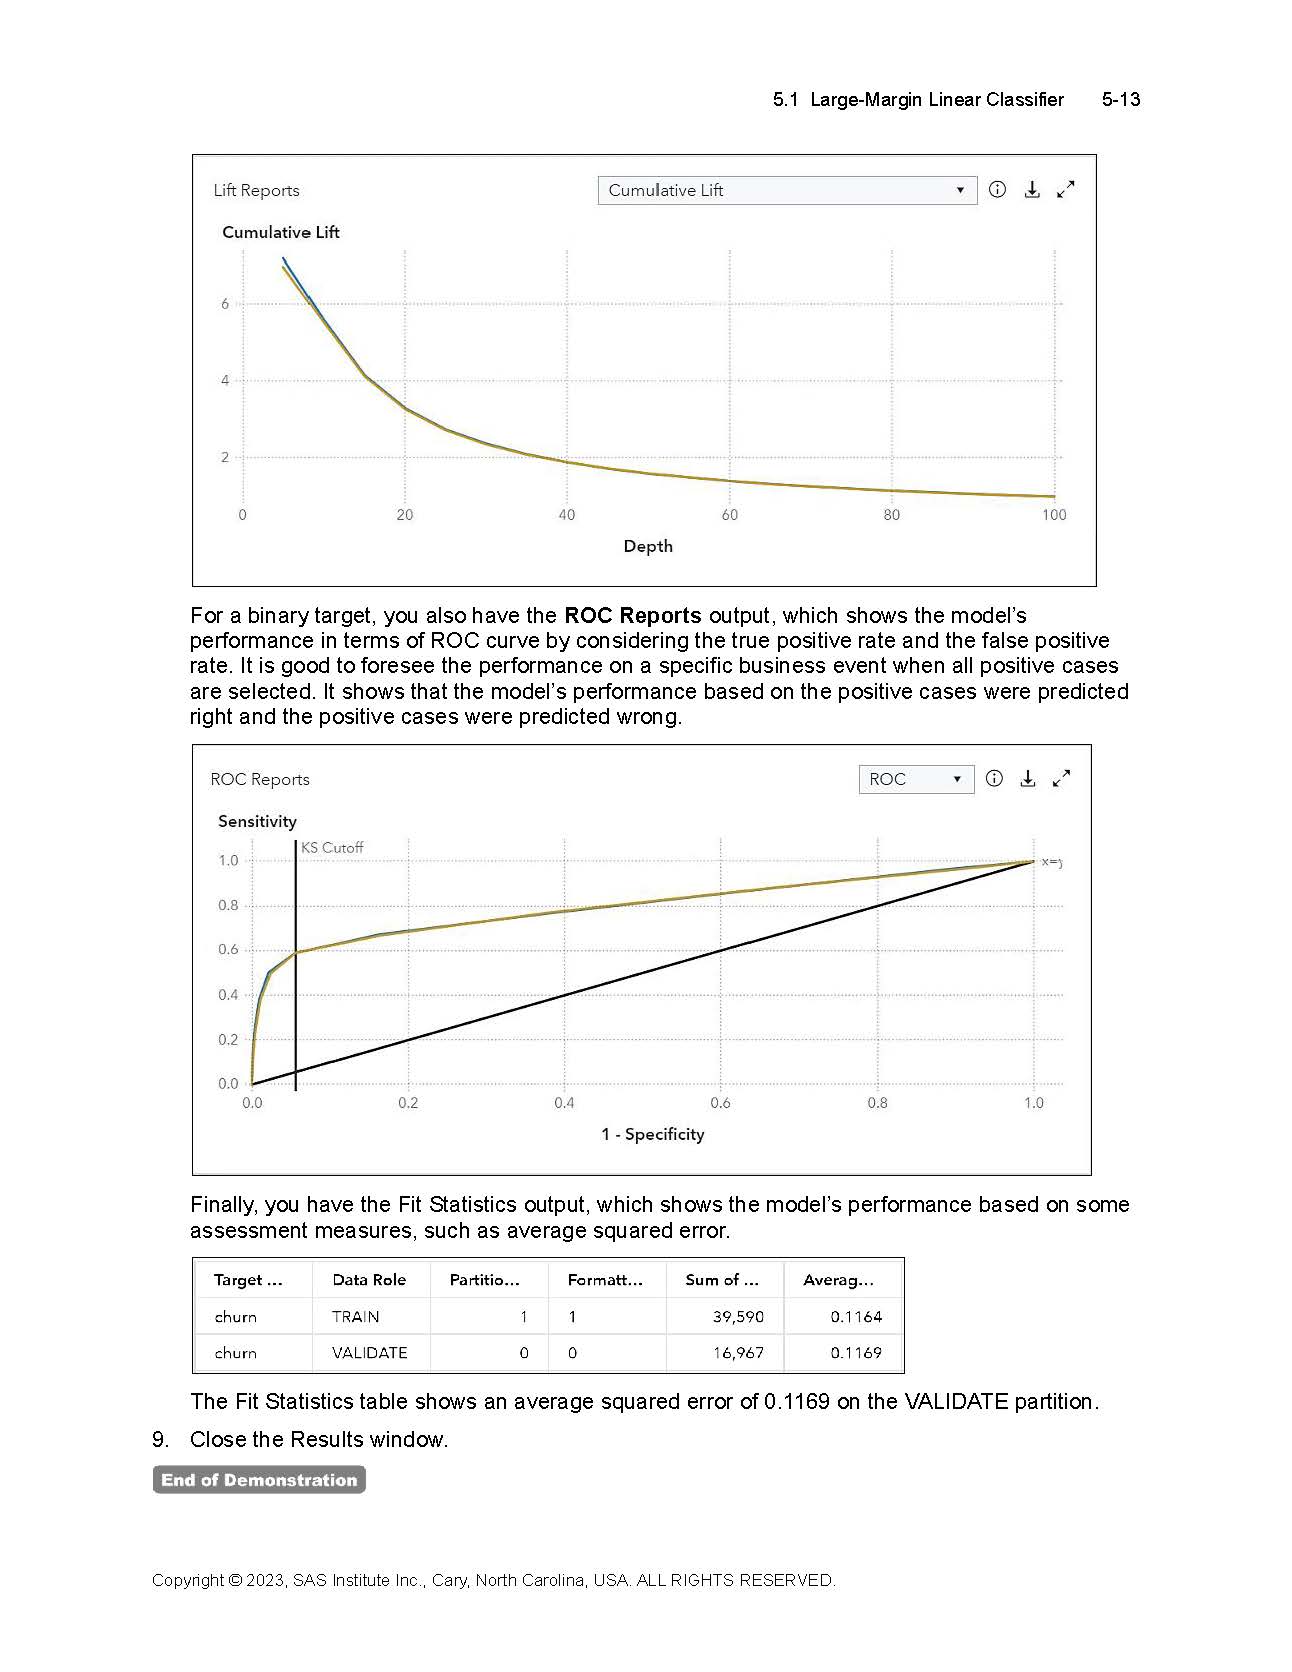 5.1 Large-Margin Linear Classifier 5-13
Lift Reports
Cumulative Lift
Cumulative Lift
6
4
2
0 20 40 60 80 100
Depth
For a binary target, you also have the ROC Reports output, which shows the model's
performance in terms of ROC curve by considering the true positive rate and the false positive
rate. It is good to foresee the performance on a specific business event when all positive cases
are selected. It shows that the model's performance based on the positive cases were predicted
right and the positive cases were predicted wrong.
ROC Reports
ROC
Sensitivity
KS Cutoff
1.0
x=y
0.8
0.6
0.4
0.2
0.0
0.0 0.2 0.4 0.6 0.8 1.0
1 - Specificity
Finally, you have the Fit Statistics output, which shows the model's performance based on some
assessment measures, such as average squared error.
Target ... Data Role Partitio... Formatt... Sum of ... Averag...
churn TRAIN 1 1 39,590 0.1164
churn VALIDATE 0 0 16,967 0.1169
The Fit Statistics table shows an average squared error of 0.1169 on the VALIDATE partition.
9. Close the Results window.
End of Demonstration
Copyright © 2023, SAS Institute Inc., Cary, North Carolina, USA. ALL RIGHTS RESERVED.